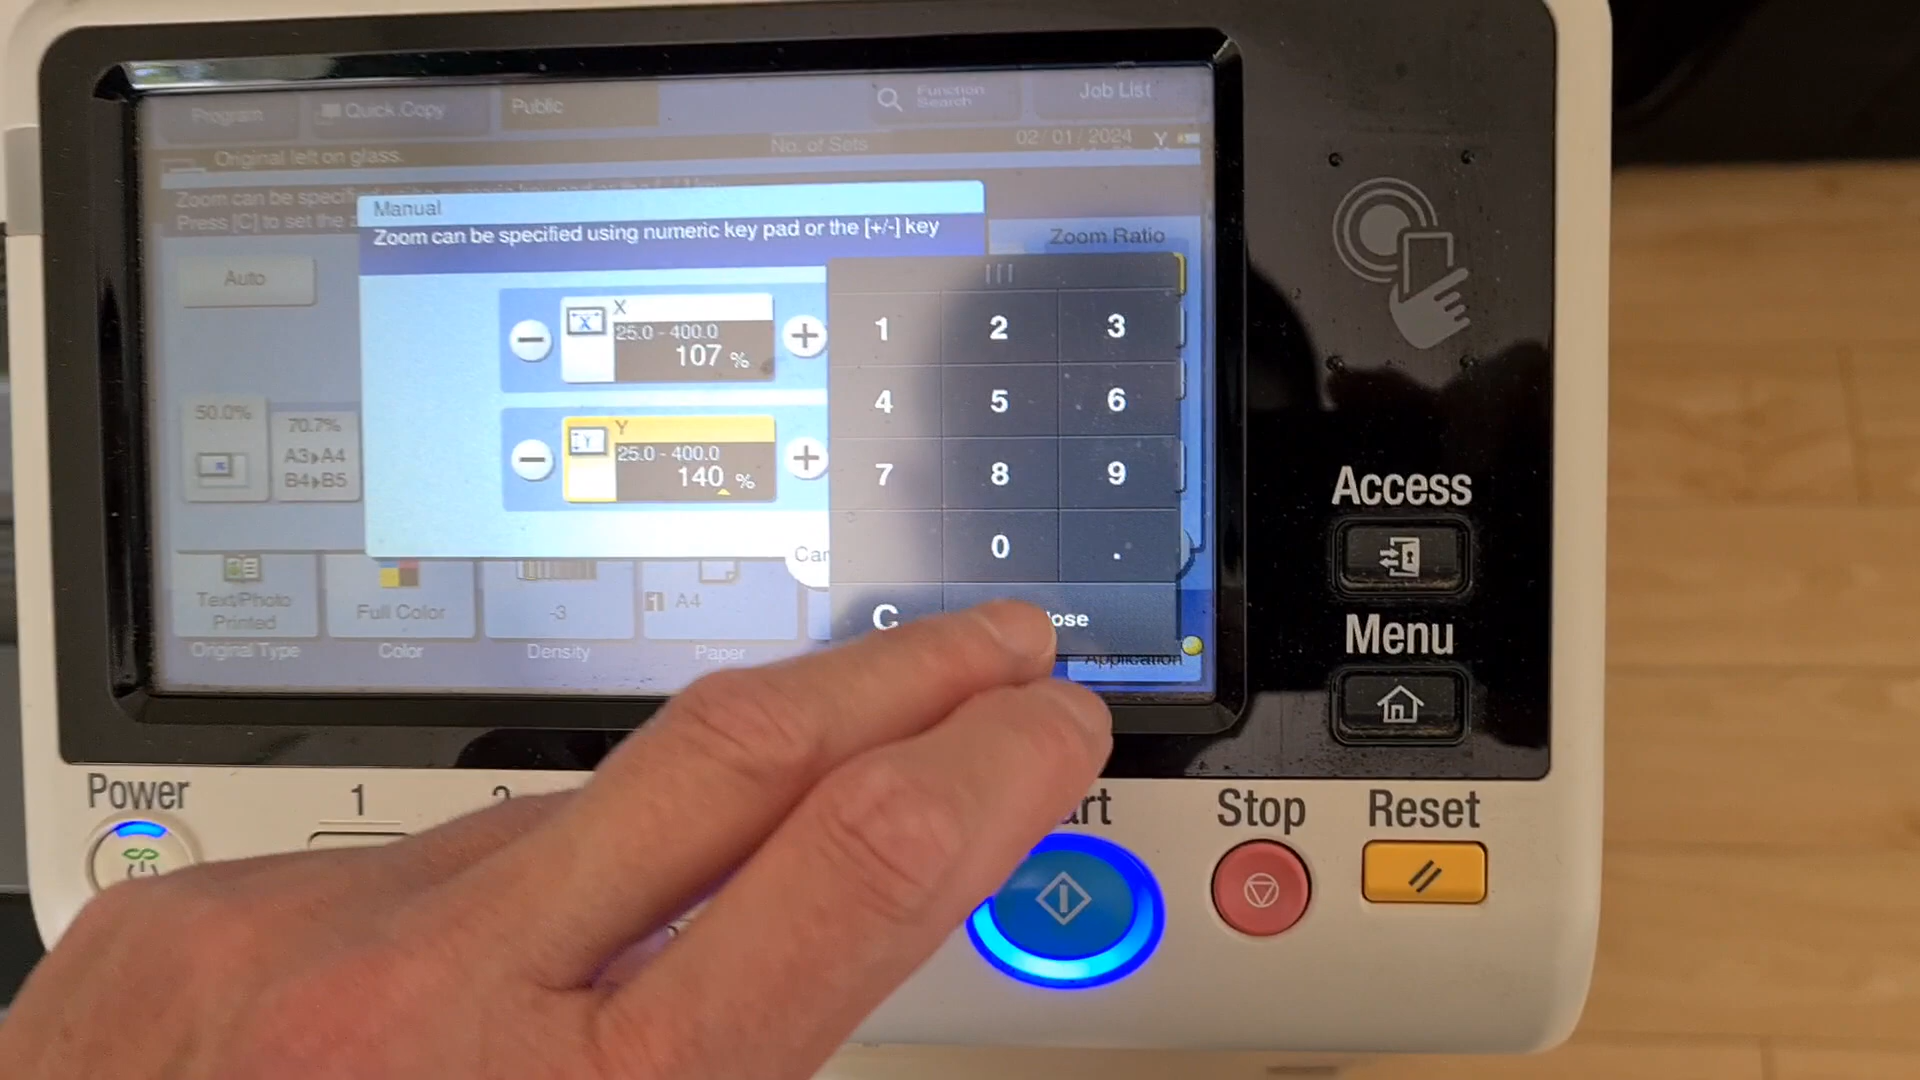 Program
Quick Copy
Public
Function
Search
Job List
Original left on glass.
No. of Sets
02/01/2024
Y
Zoom can be specif
Press [C] to set the z
Manual
Zoom can be specified using numeric key pad or the [+/-] key
Zoom Ratio
Auto
X
25.0 - 400.0
107 %
Y
25.0 - 400.0
140 %
1 2 3
4 5 6
7 8 9
0 .
C
lose
50.0%
70.7%
A3▸A4
B4▸B5
Can
Text/Photo
Printed
Full Color
-3
1 A4
Original Type
Color
Density
Paper
Application
Access
Menu
Power
1
art
Stop
Reset